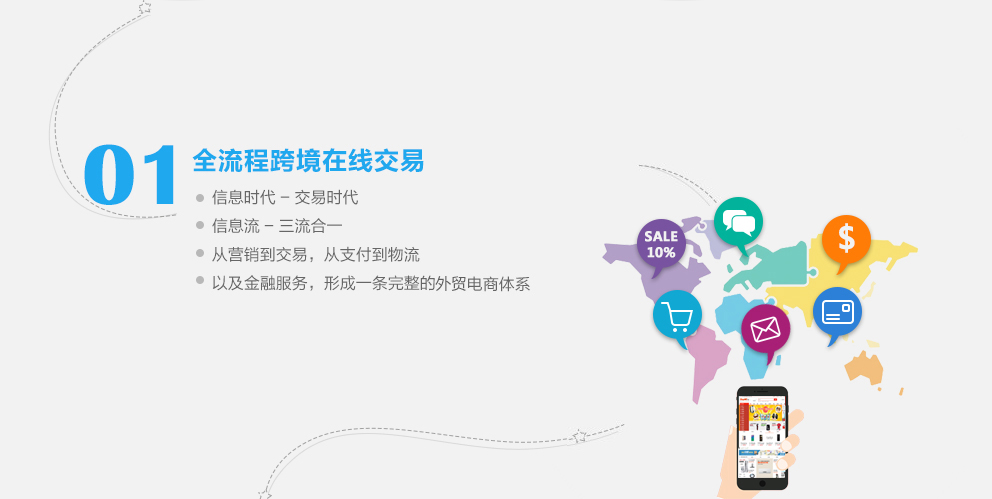 01
全流程跨境在线交易
信息时代 – 交易时代
信息流 – 三流合一
从营销到交易，从支付到物流
以及金融服务，形成一条完整的外贸电商体系
SALE
10%
$